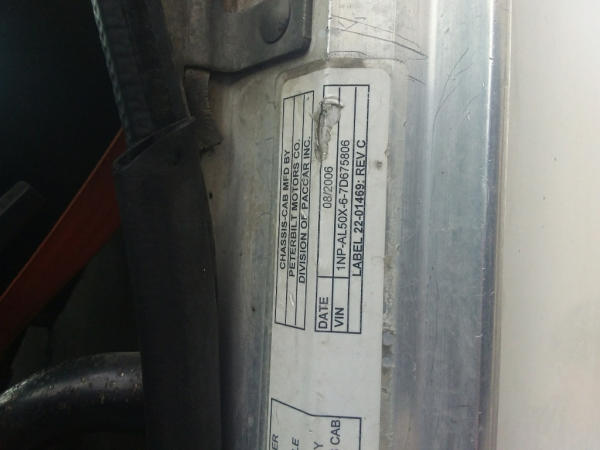 CHASSIS-CAB MFD BY
PETERBILT MOTORS CO.
DIVISION OF PACCAR INC.
DATE 08/2006
VIN 1NP-AL50X-6-7D675806
LABEL 22-01469: REV C
CAB